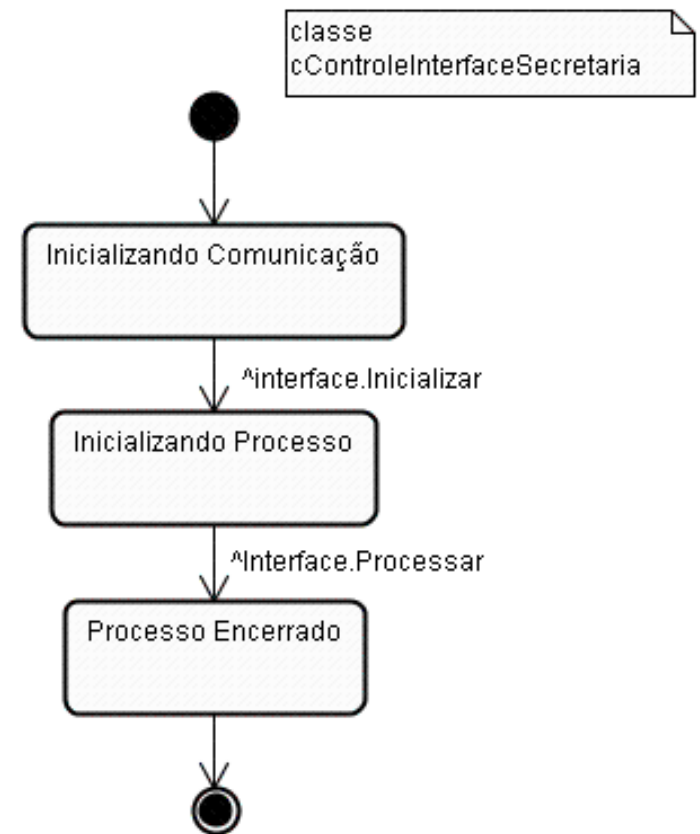 classe
cControleInterfaceSecretaria
Inicializando Comunicação
^interface.Inicializar
Inicializando Processo
^Interface.Processar
Processo Encerrado